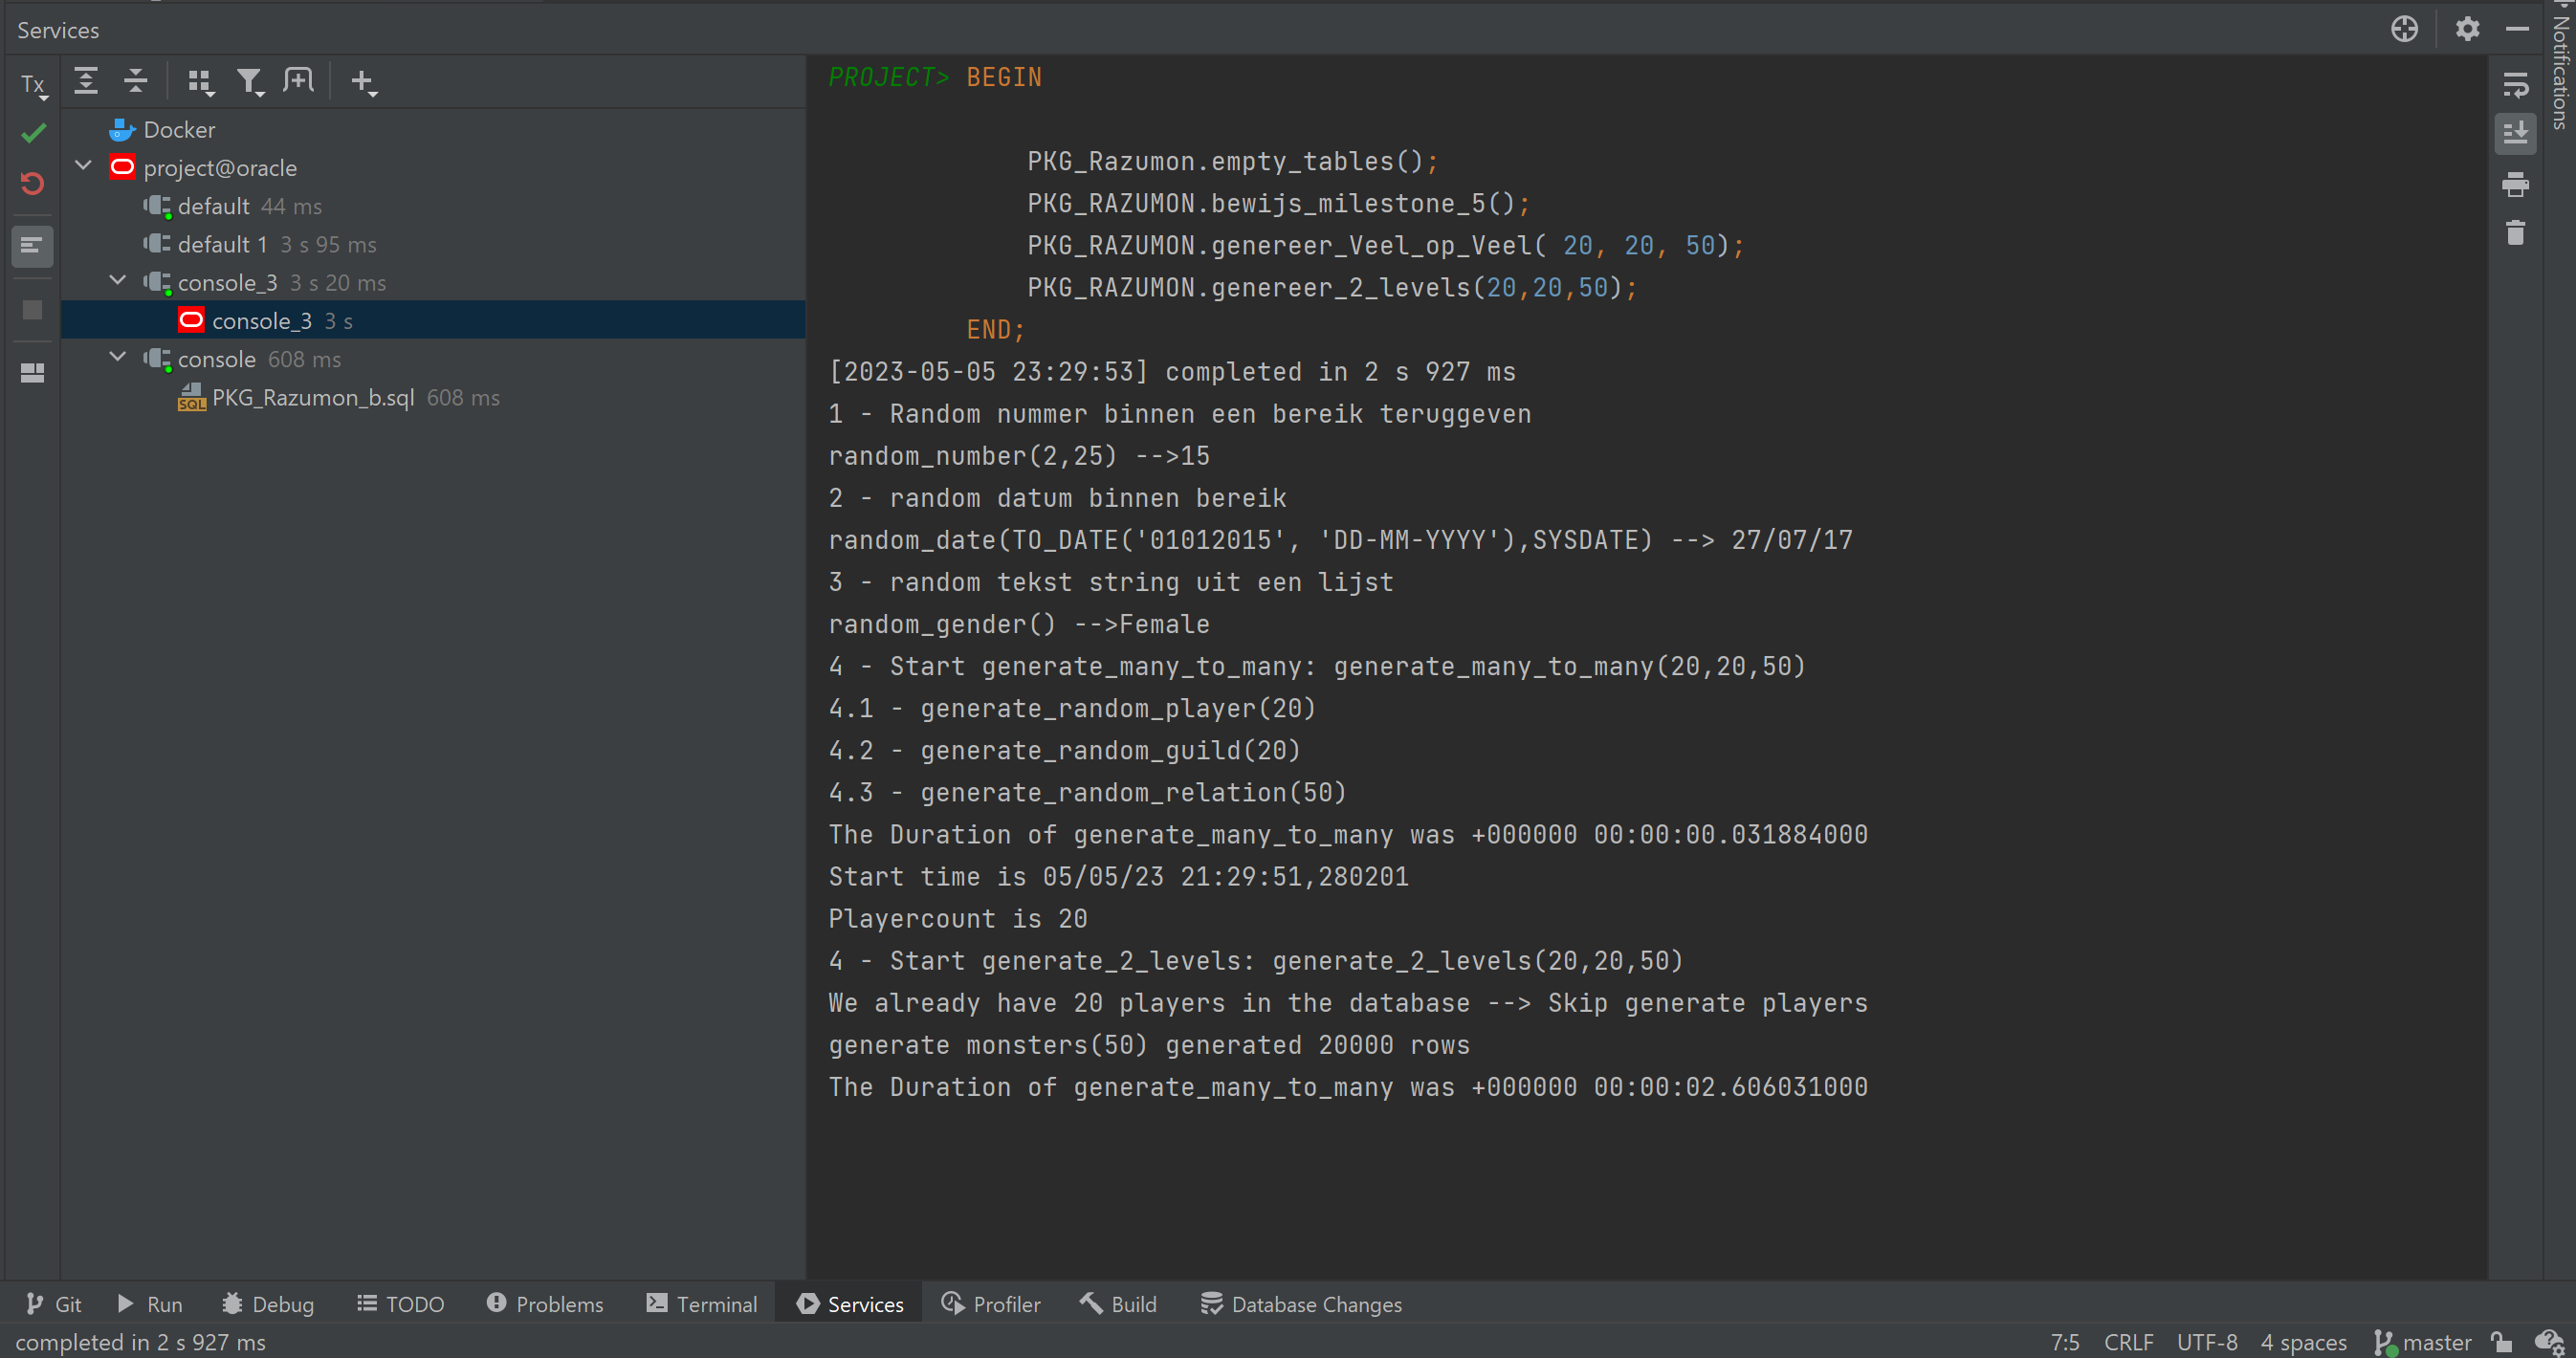 Services
Notifications
Tx
Docker
project@oracle
default 44 ms
default 1 3 s 95 ms
console_3 3 s 20 ms
console_3 3 s
console 608 ms
SQL PKG_Razumon_b.sql 608 ms
PROJECT> BEGIN
PKG_Razumon.empty_tables();
PKG_RAZUMON.bewijs_milestone_5();
PKG_RAZUMON.genereer_Veel_op_Veel( 20, 20, 50);
PKG_RAZUMON.genereer_2_levels(20,20,50);
END;
[2023-05-05 23:29:53] completed in 2 s 927 ms
1 - Random nummer binnen een bereik teruggeven
random_number(2,25) -->15
2 - random datum binnen bereik
random_date(TO_DATE('01012015', 'DD-MM-YYYY'),SYSDATE) --> 27/07/17
3 - random tekst string uit een lijst
random_gender() -->Female
4 - Start generate_many_to_many: generate_many_to_many(20,20,50)
4.1 - generate_random_player(20)
4.2 - generate_random_guild(20)
4.3 - generate_random_relation(50)
The Duration of generate_many_to_many was +000000 00:00:00.031884000
Start time is 05/05/23 21:29:51,280201
Playercount is 20
4 - Start generate_2_levels: generate_2_levels(20,20,50)
We already have 20 players in the database --> Skip generate players
generate monsters(50) generated 20000 rows
The Duration of generate_many_to_many was +000000 00:00:02.606031000
Git Run Debug TODO Problems Terminal Services Profiler Build Database Changes
completed in 2 s 927 ms 7:5 CRLF UTF-8 4 spaces master